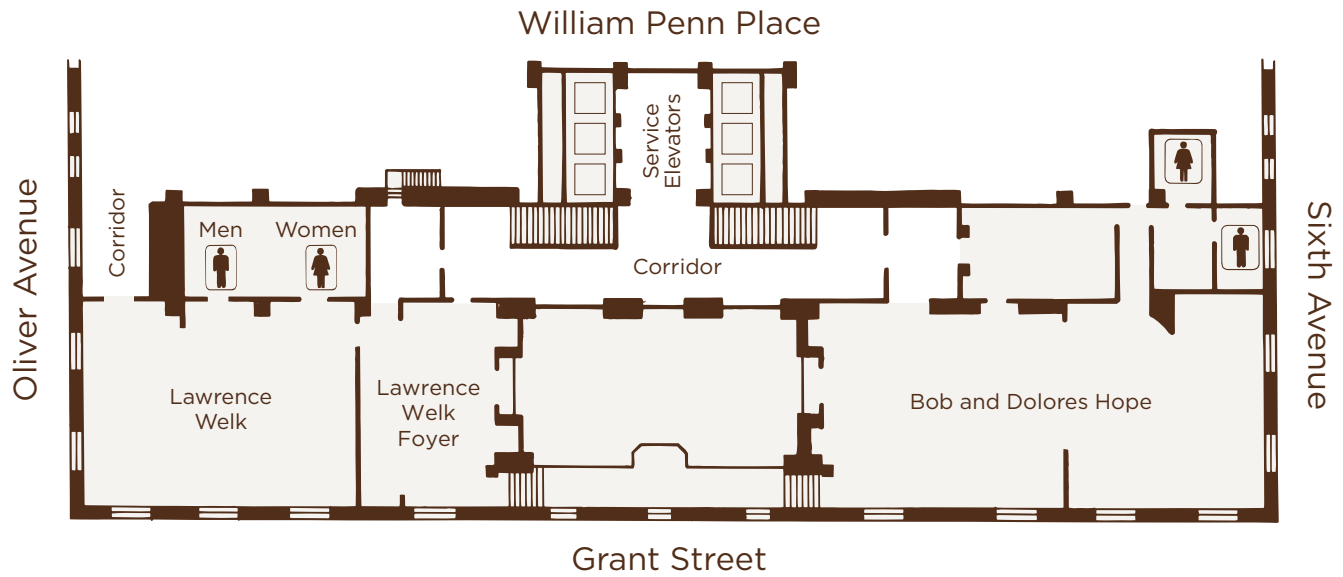 William Penn Place
Service
Elevators
Oliver Avenue
Corridor
Men
Women
Corridor
Sixth Avenue
Lawrence
Welk
Lawrence
Welk
Foyer
Bob and Dolores Hope
Grant Street